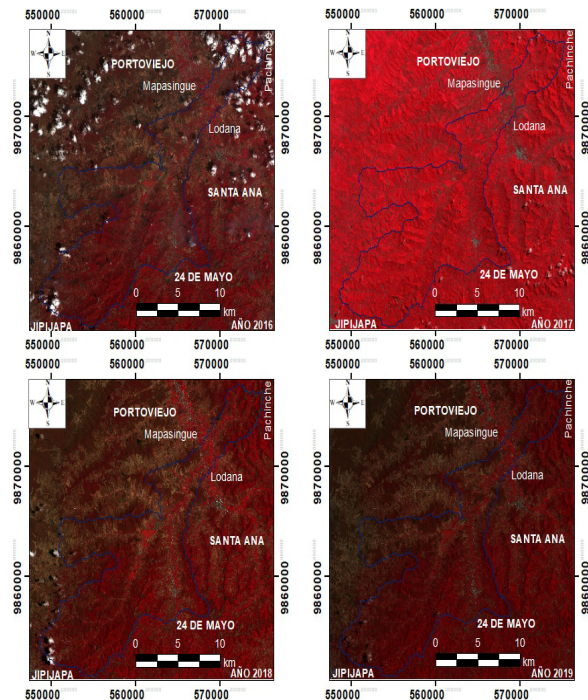 550000 560000 570000
550000 560000 570000
N
W E
S
PORTOVIEJO
Mapasingue
Pachinche
Lodana
SANTA ANA
24 DE MAYO
0 5 10
km
JIPIJAPA
AÑO 2016
9870000
9860000
N
W E
S
PORTOVIEJO
Mapasingue
Pachinche
Lodana
SANTA ANA
24 DE MAYO
0 5 10
km
JIPIJAPA
AÑO 2017
9870000
9860000
550000 560000 570000
550000 560000 570000
N
W E
S
PORTOVIEJO
Mapasingue
Pachinche
Lodana
SANTA ANA
24 DE MAYO
0 5 10
km
JIPIJAPA
AÑO 2018
9870000
9860000
N
W E
S
PORTOVIEJO
Mapasingue
Pachinche
Lodana
SANTA ANA
24 DE MAYO
0 5 10
km
JIPIJAPA
AÑO 2019
9870000
9860000
550000 560000 570000
550000 560000 570000